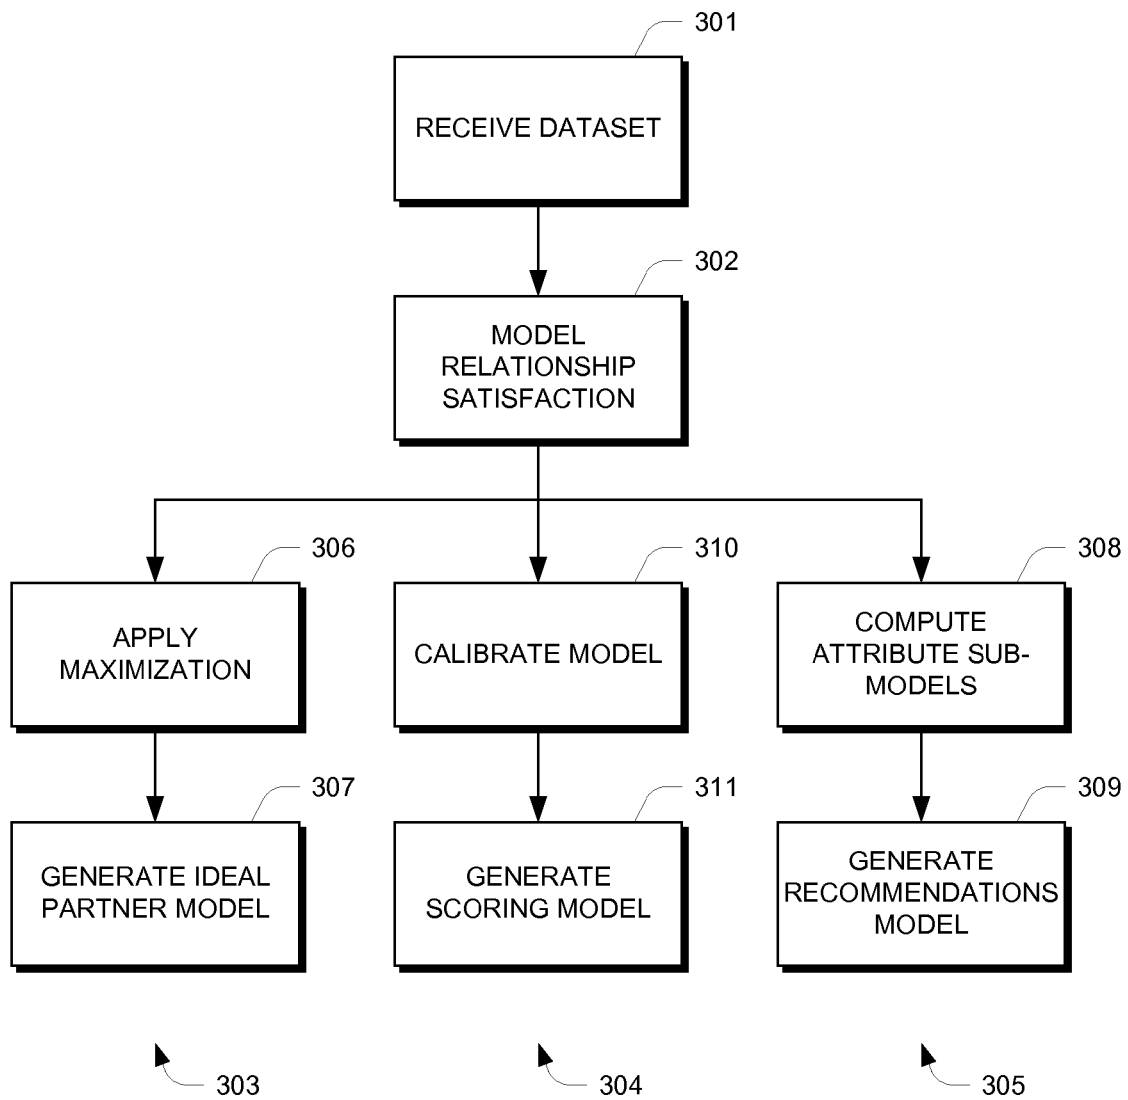 301
RECEIVE DATASET
302
MODEL
RELATIONSHIP
SATISFACTION
306
APPLY
MAXIMIZATION
310
CALIBRATE MODEL
308
COMPUTE
ATTRIBUTE SUB-
MODELS
307
GENERATE IDEAL
PARTNER MODEL
311
GENERATE
SCORING MODEL
309
GENERATE
RECOMMENDATIONS
MODEL
303
304
305